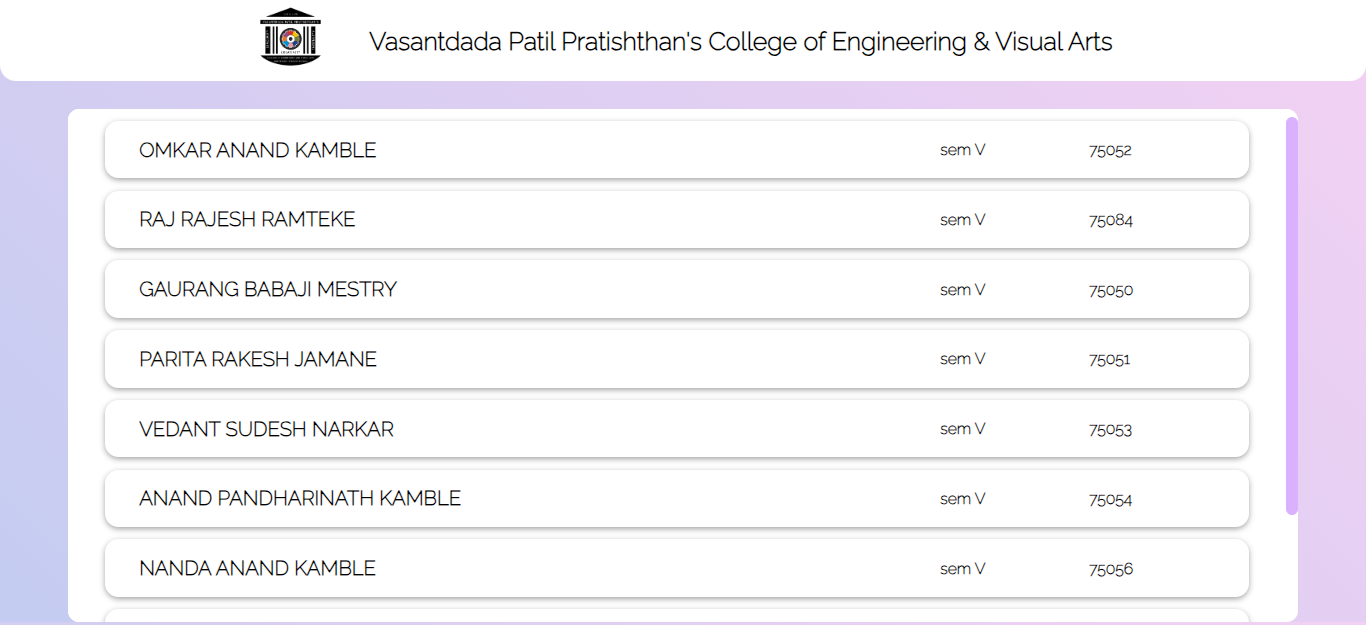 Vasantdada Patil Pratishthan's College of Engineering & Visual Arts
OMKAR ANAND KAMBLE sem V 75052
RAJ RAJESH RAMTEKE sem V 75084
GAURANG BABAJI MESTRY sem V 75050
PARITA RAKESH JAMANE sem V 75051
VEDANT SUDESH NARKAR sem V 75053
ANAND PANDHARINATH KAMBLE sem V 75054
NANDA ANAND KAMBLE sem V 75056